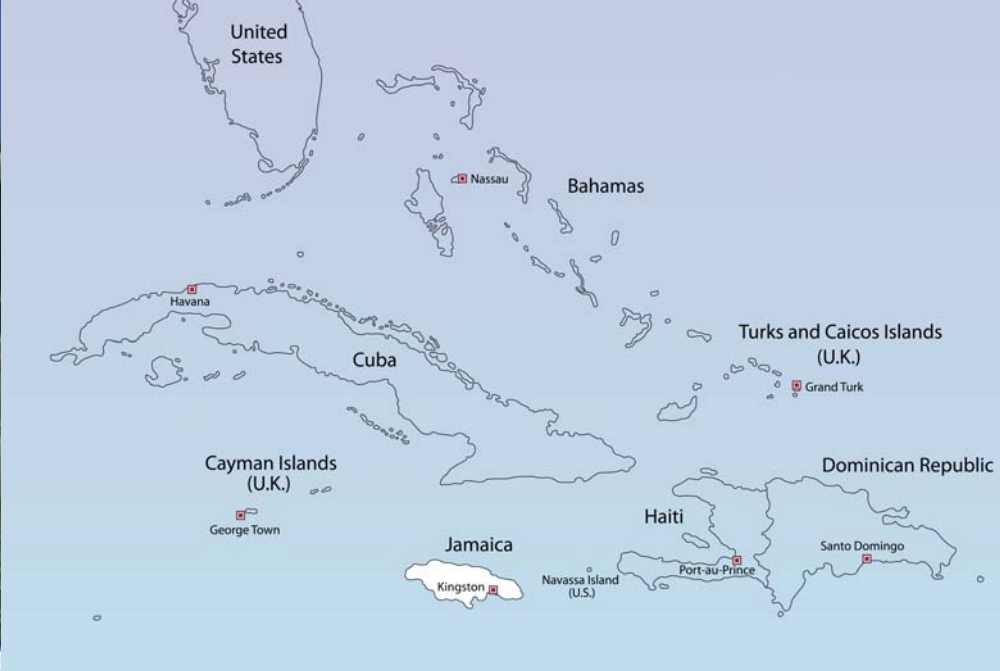 United
States
Nassau
Bahamas
Havana
Turks and Caicos Islands
(U.K.)
Cuba
Grand Turk
Cayman Islands
(U.K.)
Dominican Republic
George Town
Haiti
Jamaica
Santo Domingo
Port-au-Prince
Kingston
Navassa Island
(U.S.)